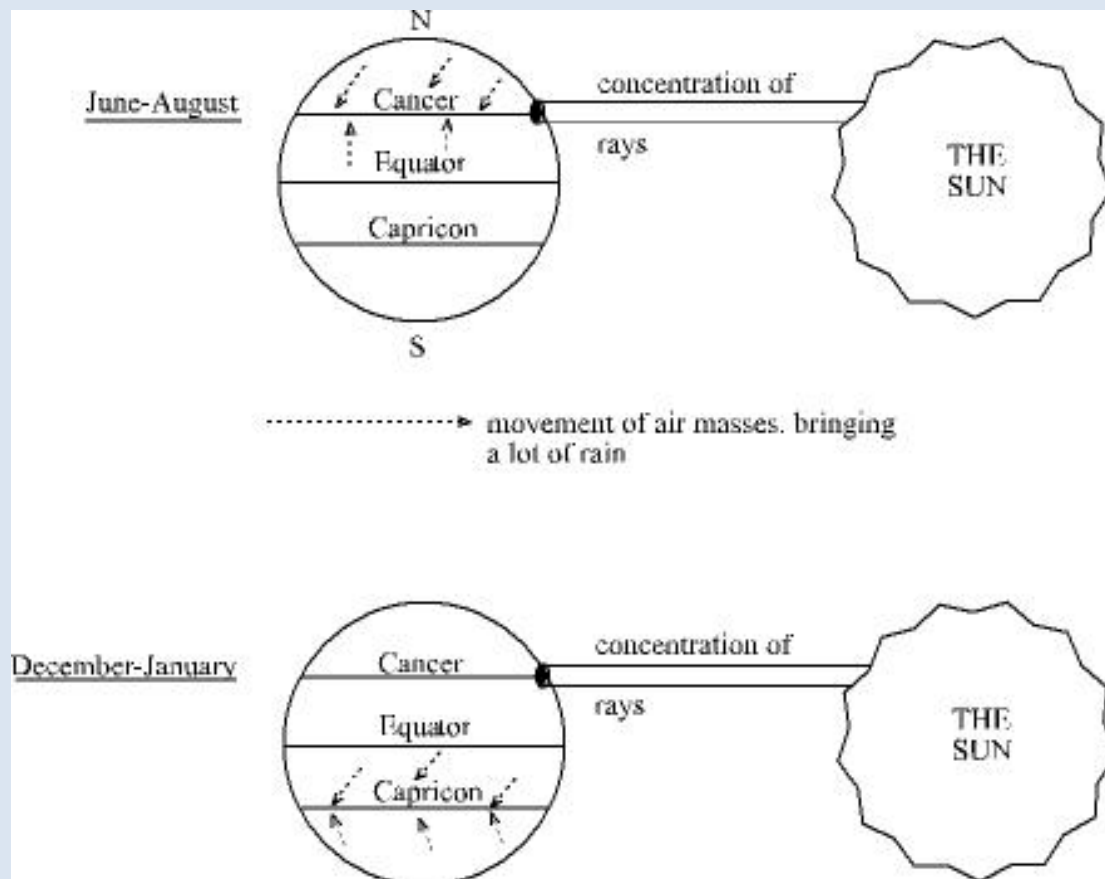 N
June-August
Cancer
concentration of
rays
Equator
THE
SUN
Capricon
S
movement of air masses. bringing
a lot of rain
December-January
Cancer
concentration of
rays
Equator
THE
SUN
Capricon